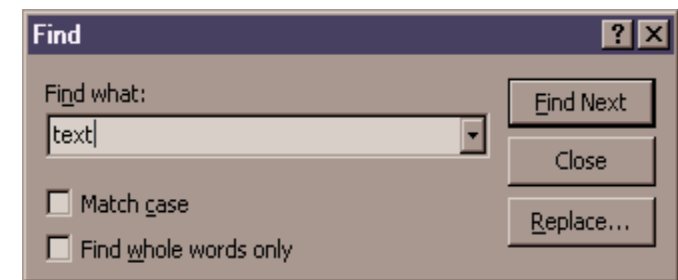 Find
Find what:
text
Find Next
Close
Match case
Replace...
Find whole words only